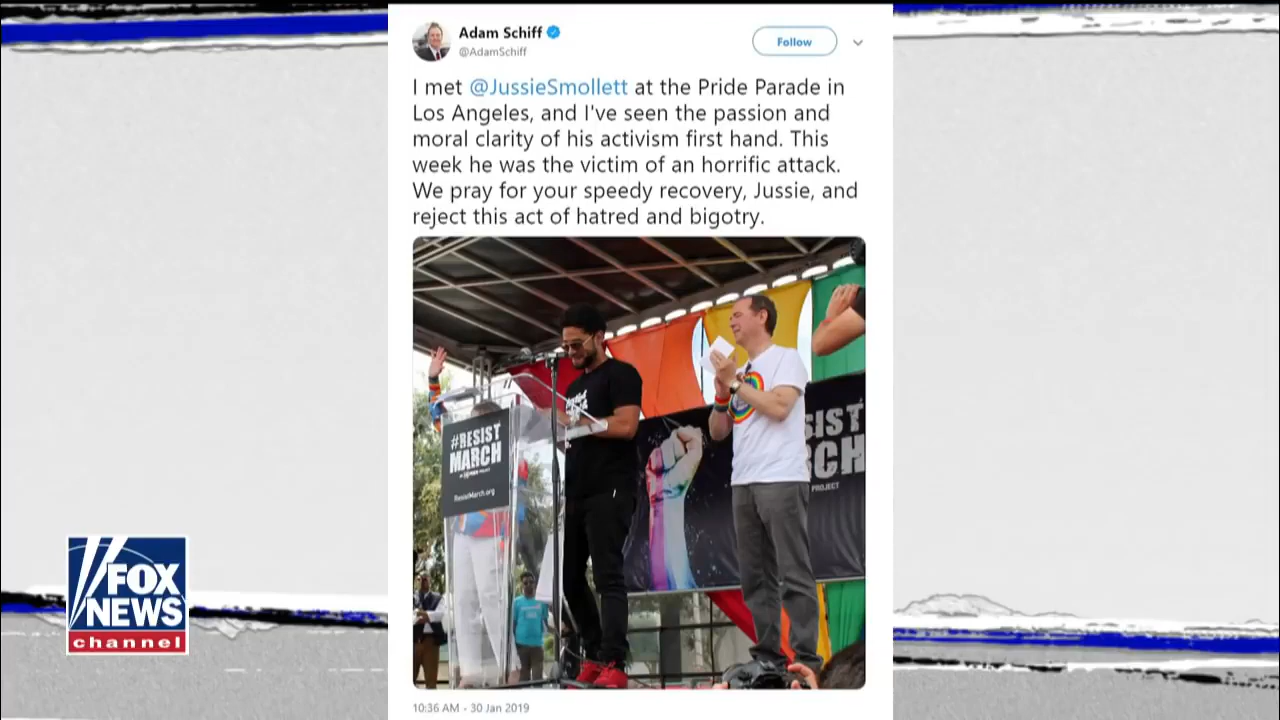 Adam Schiff
@AdamSchiff
Follow
I met @JussieSmollett at the Pride Parade in
Los Angeles, and I've seen the passion and
moral clarity of his activism first hand. This
week he was the victim of an horrific attack.
We pray for your speedy recovery, Jussie, and
reject this act of hatred and bigotry.
#RESIST
MARCH
ResistMarch.org
SIST
RCH
PROJECT
10:36 AM - 30 Jan 2019
FOX
NEWS
channel